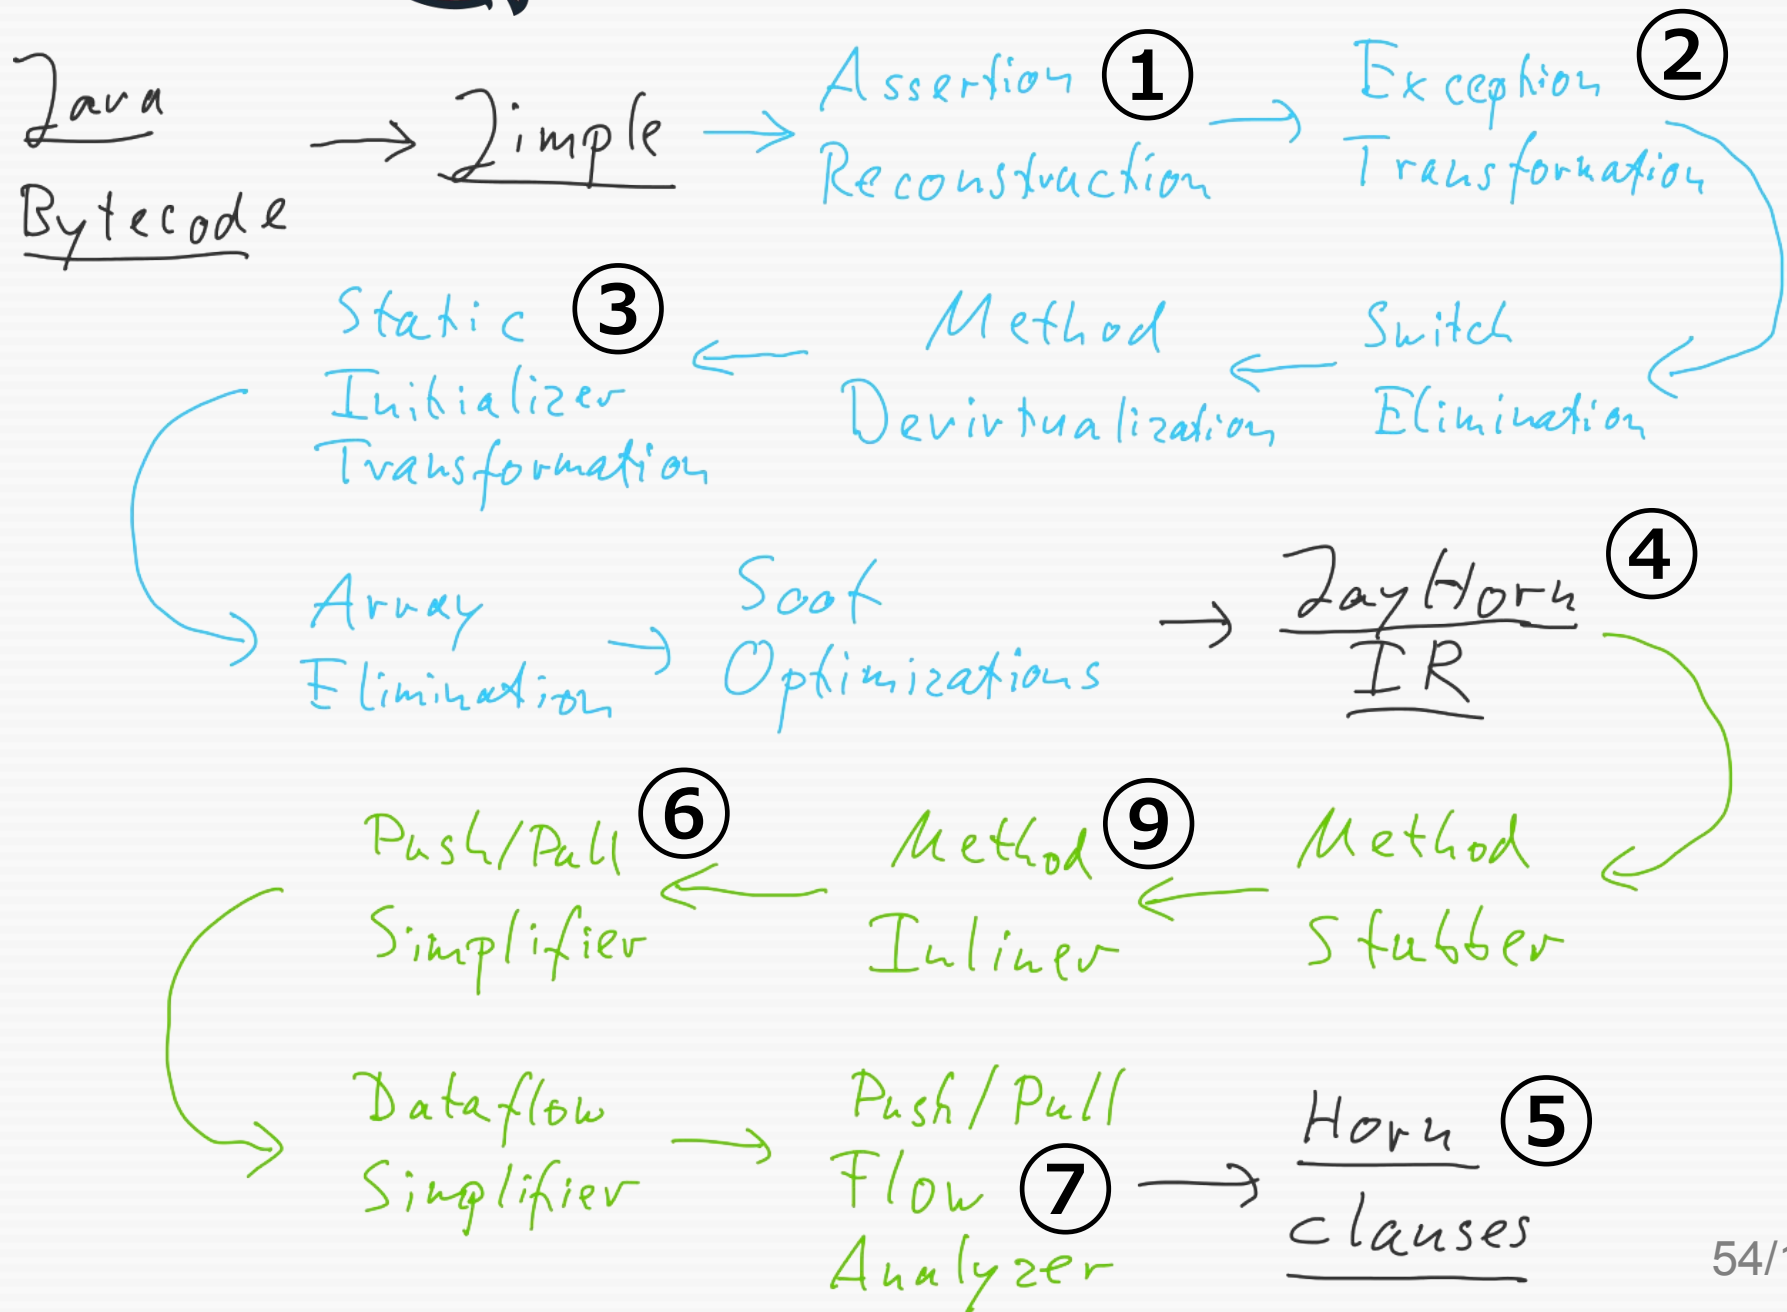 Java
Bytecode
Jimple
Assertion ①
Reconstruction
Exception ②
Transformation
Switch
Elimination
Method
Devirtualization
Static ③
Initializer
Transformation
Array
Elimination
Soot
Optimizations
JayHorn ④
IR
Method
Stubber
Method ⑨
Inliner
Push/Pull ⑥
Simplifier
Dataflow
Simplifier
Push/Pull
Flow ⑦
Analyzer
Horn ⑤
clauses
54/